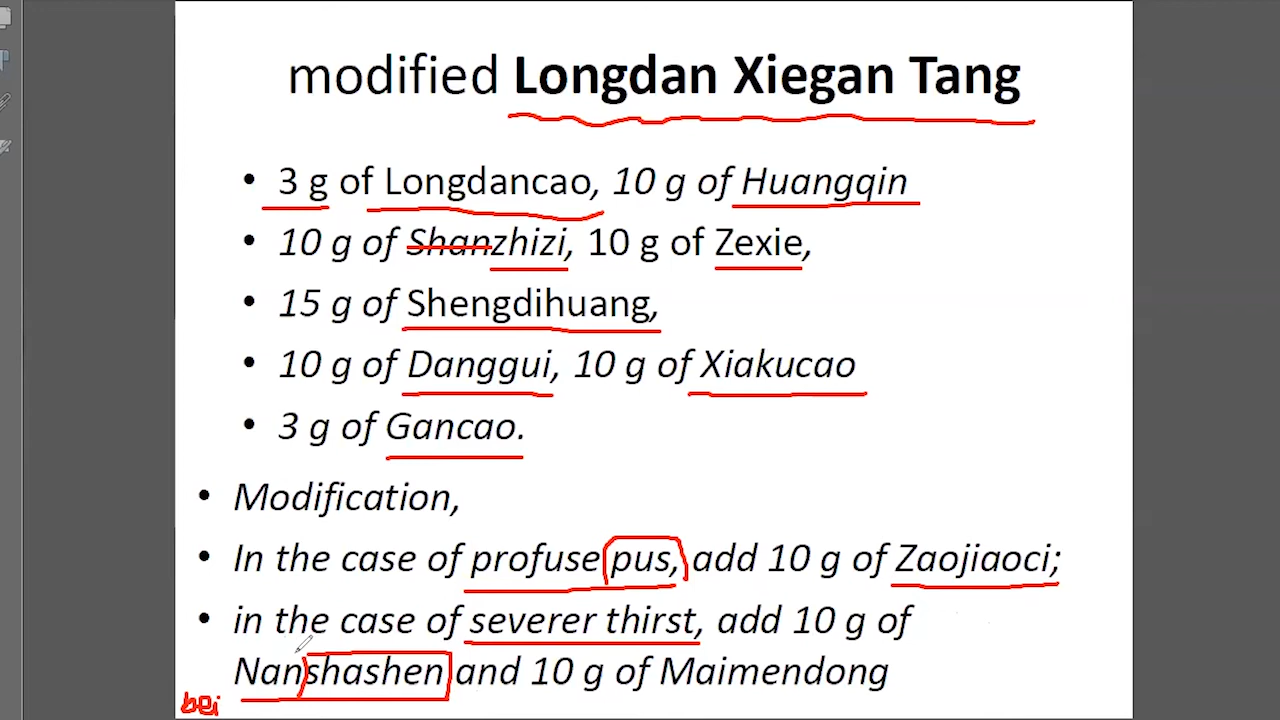 modified Longdan Xiegan Tang
• 3 g of Longdancao, 10 g of Huangqin
• 10 g of Shanzhizi, 10 g of Zexie,
• 15 g of Shengdihuang,
• 10 g of Danggui, 10 g of Xiakucao
• 3 g of Gancao.
• Modification,
• In the case of profuse pus, add 10 g of Zaojiaoci;
• in the case of severer thirst, add 10 g of
Nanshashen and 10 g of Maimendong
bei